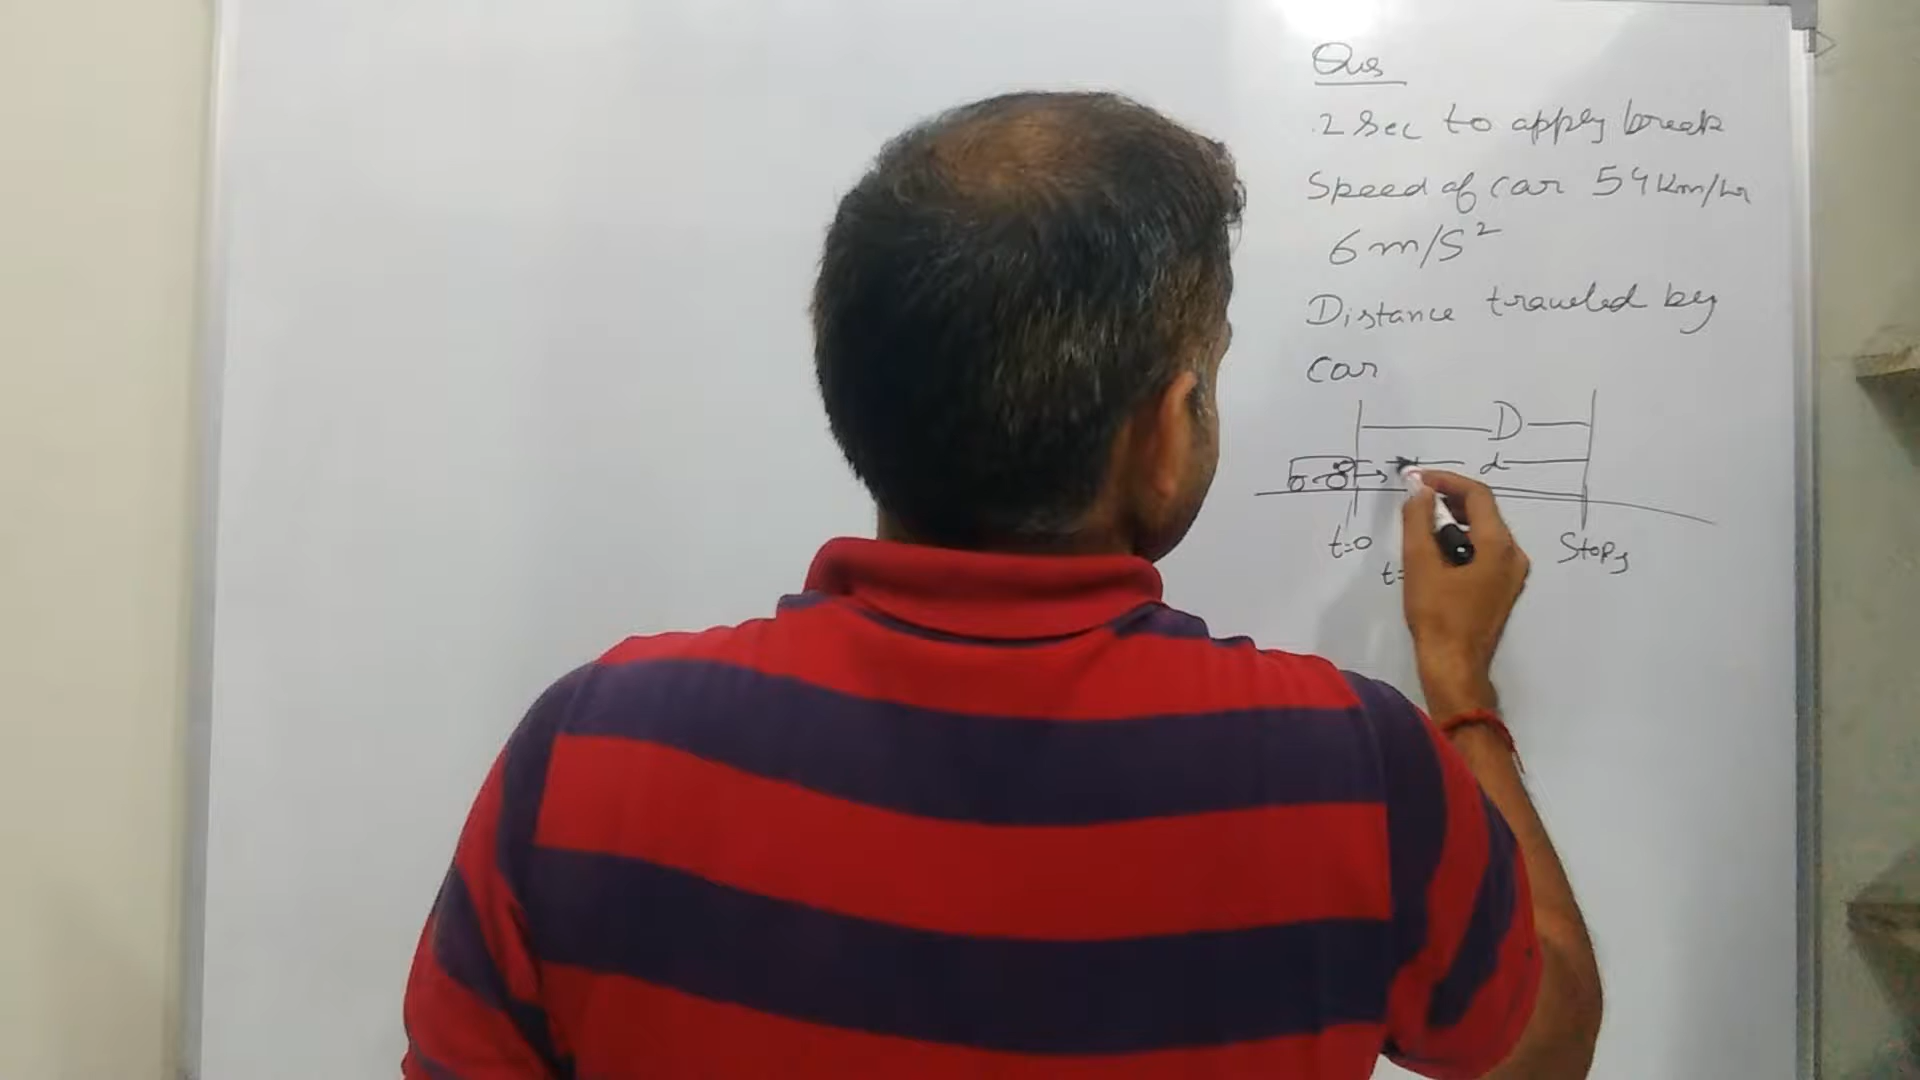 Ques
.2 Sec to apply break
Speed of car 54 Km/hr
6 m/S²
Distance traveled by
car
D
d
t=0
t=
Stops